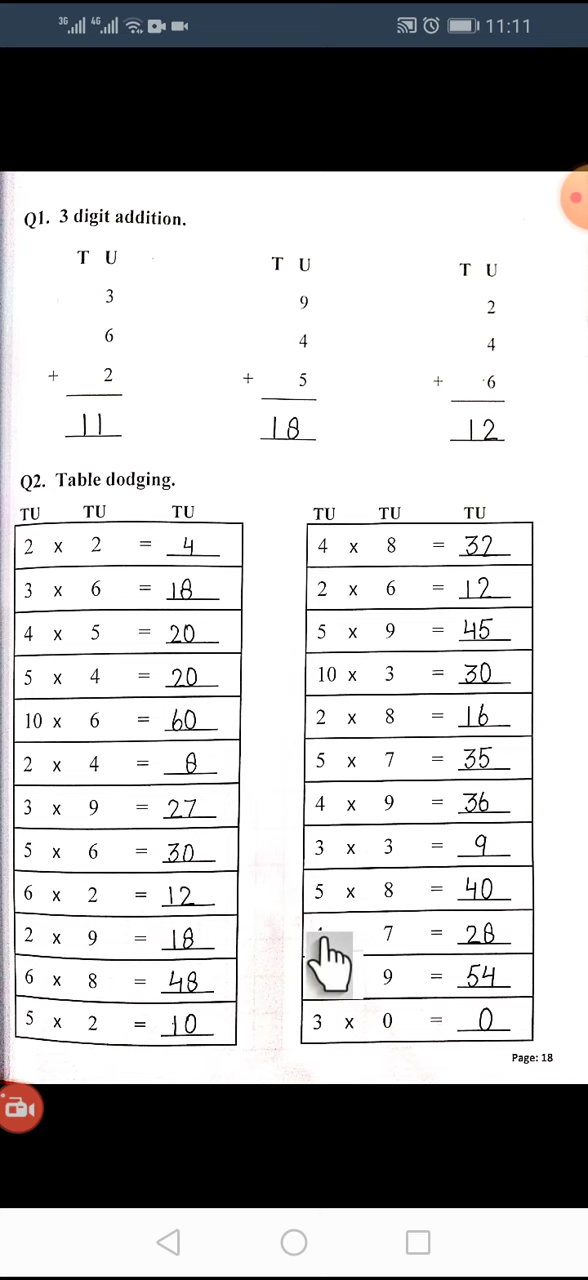 3G 4G 11:11
Q1. 3 digit addition.
T U T U T U
3 9 2
6 4 4
+ 2 + 5 + 6
11 18 12
Q2. Table dodging.
TU TU TU
2 x 2 = 4
3 x 6 = 18
4 x 5 = 20
5 x 4 = 20
10 x 6 = 60
2 x 4 = 8
3 x 9 = 27
5 x 6 = 30
6 x 2 = 12
2 x 9 = 18
6 x 8 = 48
5 x 2 = 10
TU TU TU
4 x 8 = 32
2 x 6 = 12
5 x 9 = 45
10 x 3 = 30
2 x 8 = 16
5 x 7 = 35
4 x 9 = 36
3 x 3 = 9
5 x 8 = 40
7 = 28
9 = 54
3 x 0 = 0
Page: 18